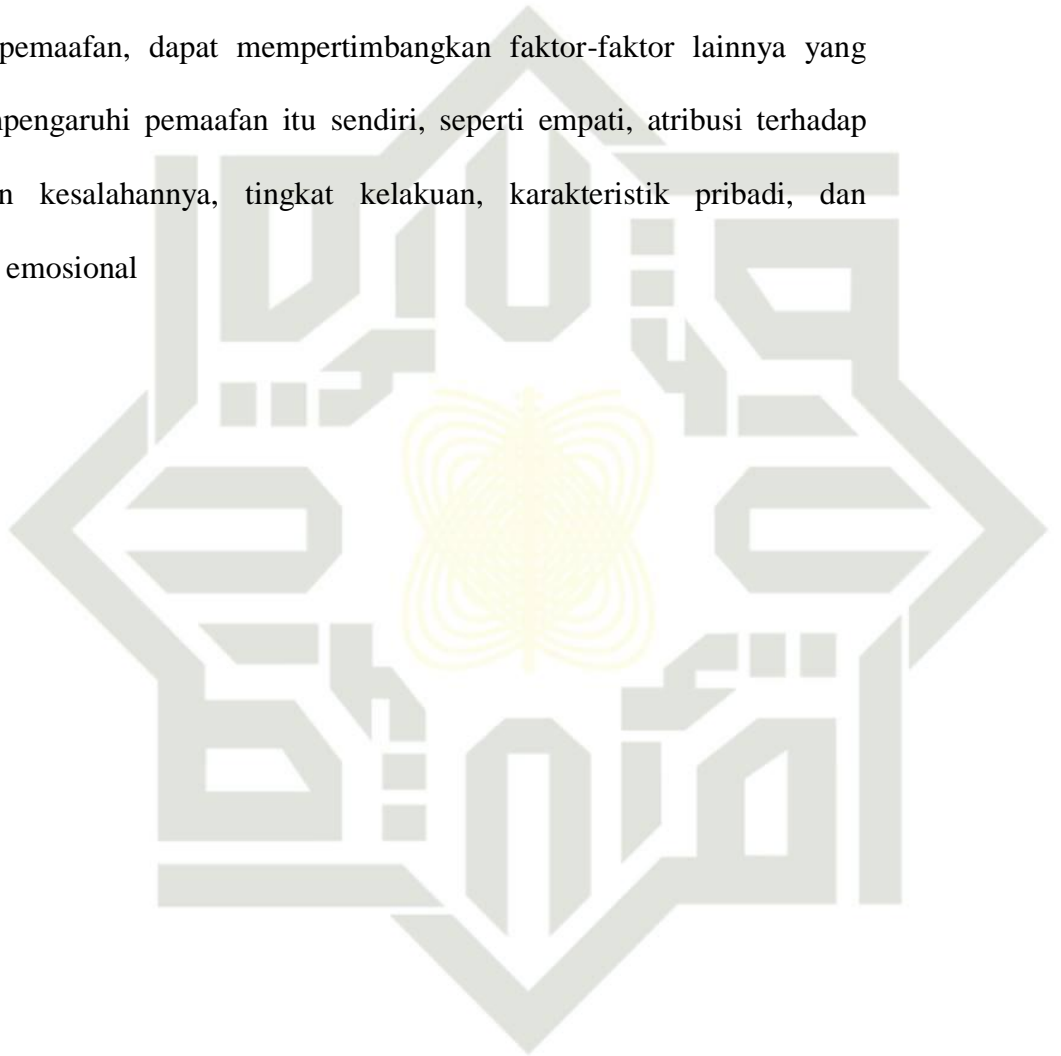 pemaafan, dapat mempertimbangkan faktor-faktor lainnya yang
npengaruhi pemaafan itu sendiri, seperti empati, atribusi terhadap
n kesalahannya, tingkat kelakuan, karakteristik pribadi, dan
emosional